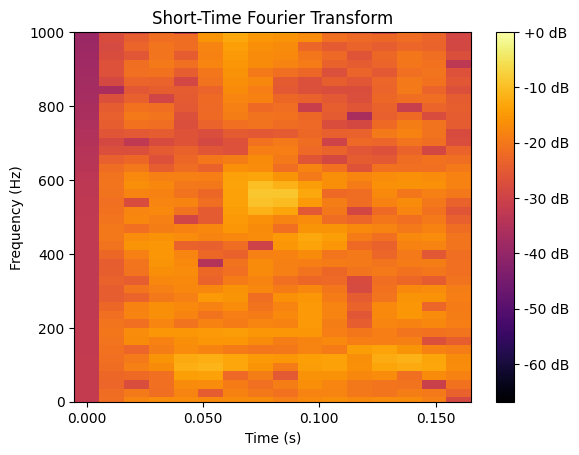 Short-Time Fourier Transform
1000
800
600
400
200
0
Frequency (Hz)
0.000
0.050
0.100
0.150
Time (s)
+0 dB
-10 dB
-20 dB
-30 dB
-40 dB
-50 dB
-60 dB